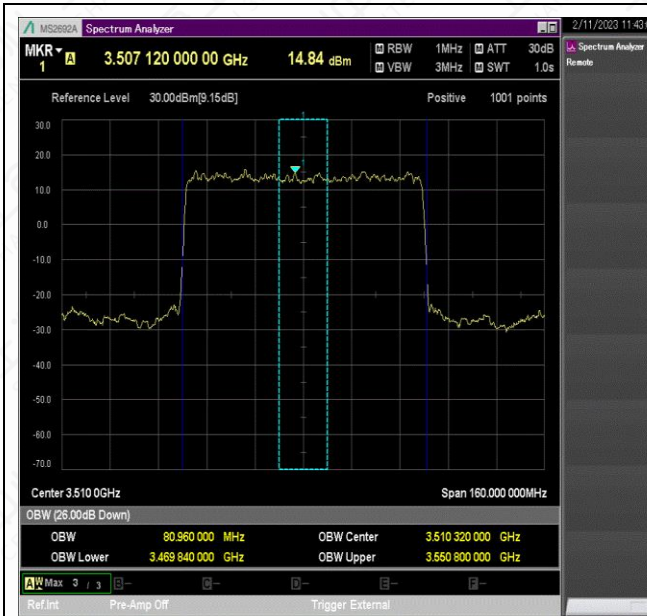 MS2692A Spectrum Analyzer
2/11/2023 11:43:
MKR 1 A 3.507 120 000 00 GHz 14.84 dBm M RBW 1MHz M ATT 30dB
M VBW 3MHz M SWT 1.0s
Spectrum Analyzer
Remote
Reference Level 30.00dBm[9.15dB] Positive 1001 points
30.0
20.0
10.0
0.0
-10.0
-20.0
-30.0
-40.0
-50.0
-60.0
-70.0
Center 3.510 0GHz Span 160.000 000MHz
OBW (26.00dB Down)
OBW 80.960 000 MHz OBW Center 3.510 320 000 GHz
OBW Lower 3.469 840 000 GHz OBW Upper 3.550 800 000 GHz
A W Max 3 / 3 B- C- D- E- F-
Ref.Int Pre-Amp Off Trigger External